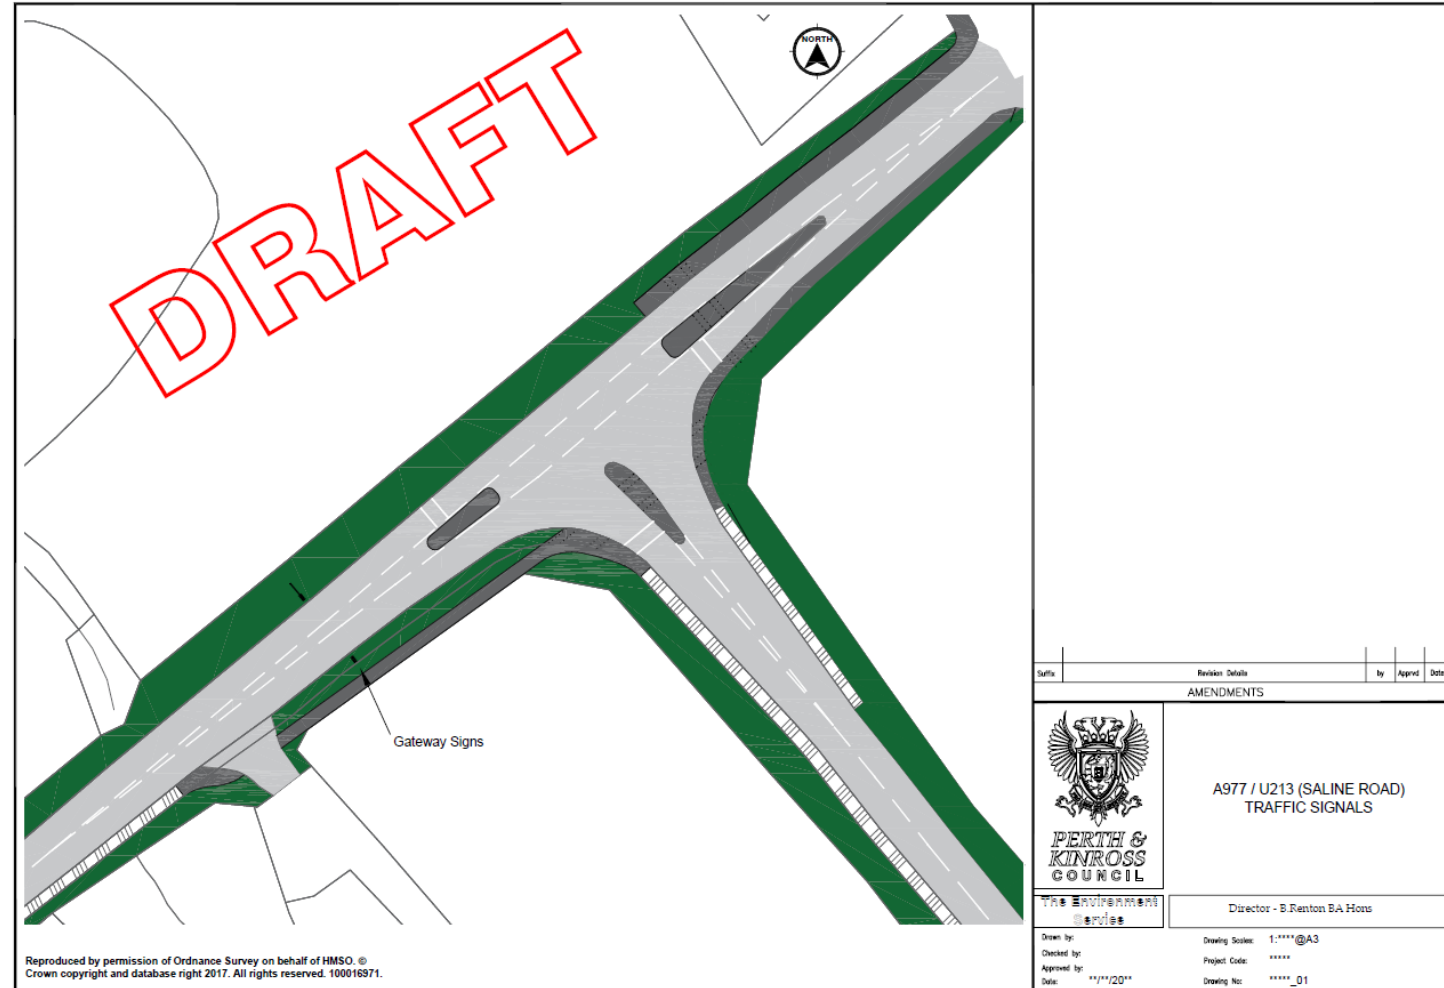 NORTH
DRAFT
Gateway Signs
Reproduced by permission of Ordnance Survey on behalf of HMSO. ©
Crown copyright and database right 2017. All rights reserved. 100016971.
Suffix Revision Details by Apprvd Date
AMENDMENTS
PERTH &
KINROSS
COUNCIL
A977 / U213 (SALINE ROAD)
TRAFFIC SIGNALS
The Environment
Service
Director - B.Renton BA Hons
Drawn by:
Checked by:
Approved by:
Date: **/**/20**
Drawing Scales: 1:****@A3
Project Code: *****
Drawing No: *****_01